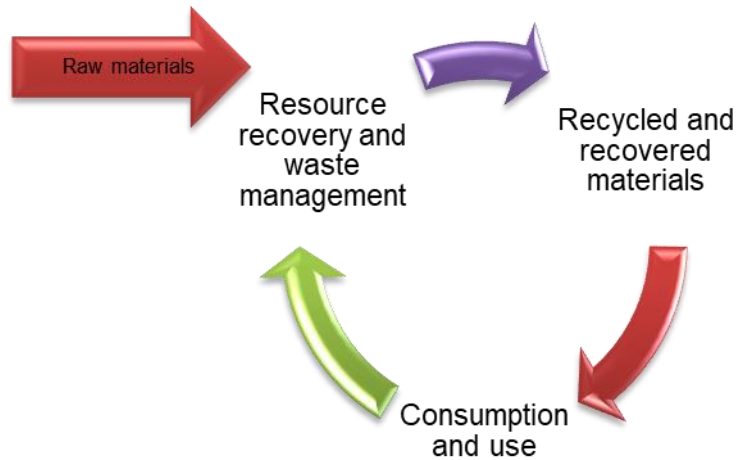 Raw materials
Resource
recovery and
waste
management
Recycled and
recovered
materials
Consumption
and use